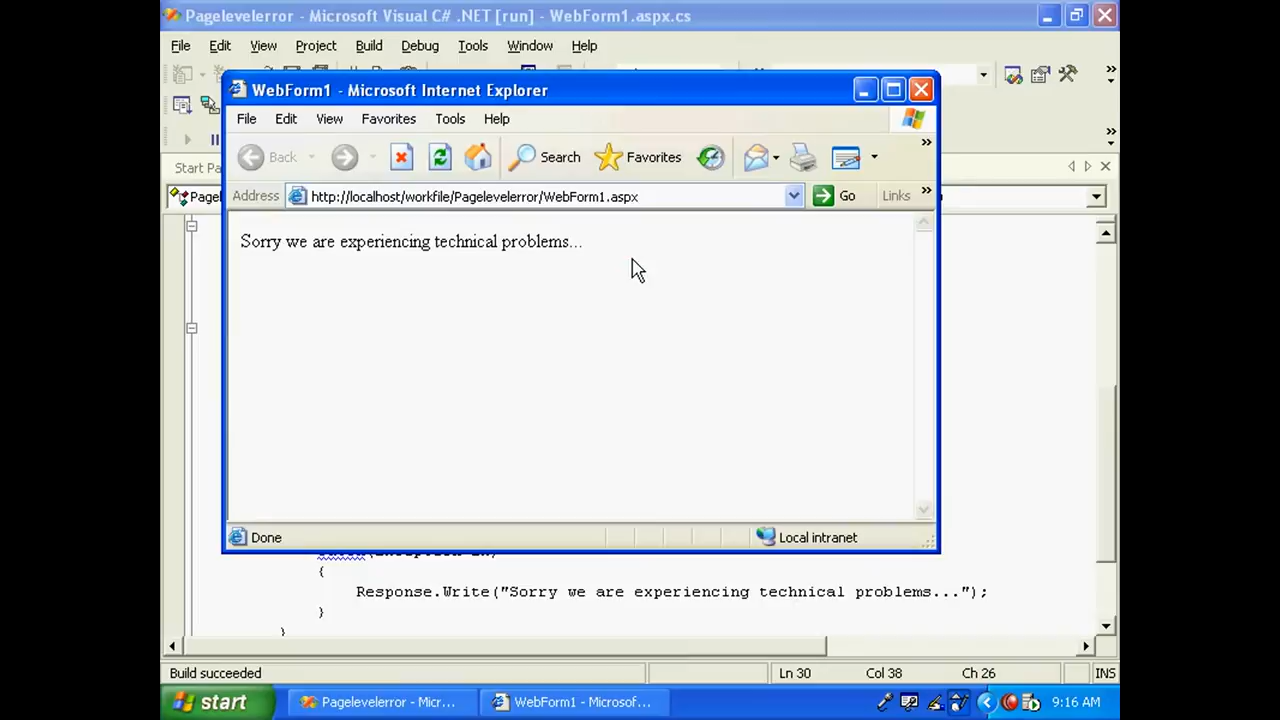 Pagelevelerror - Microsoft Visual C# .NET [run] - WebForm1.aspx.cs
File Edit View Project Build Debug Tools Window Help
WebForm1 - Microsoft Internet Explorer
File Edit View Favorites Tools Help
Back Search Favorites
Start Pa
Address http://localhost/workfile/Pagelevelerror/WebForm1.aspx Go Links
Pagel
Sorry we are experiencing technical problems...
Done Local intranet
{
Response.Write("Sorry we are experiencing technical problems...");
}
}
Build succeeded Ln 30 Col 38 Ch 26 INS
start Pagelevelerror - Micr... WebForm1 - Microsof... 9:16 AM